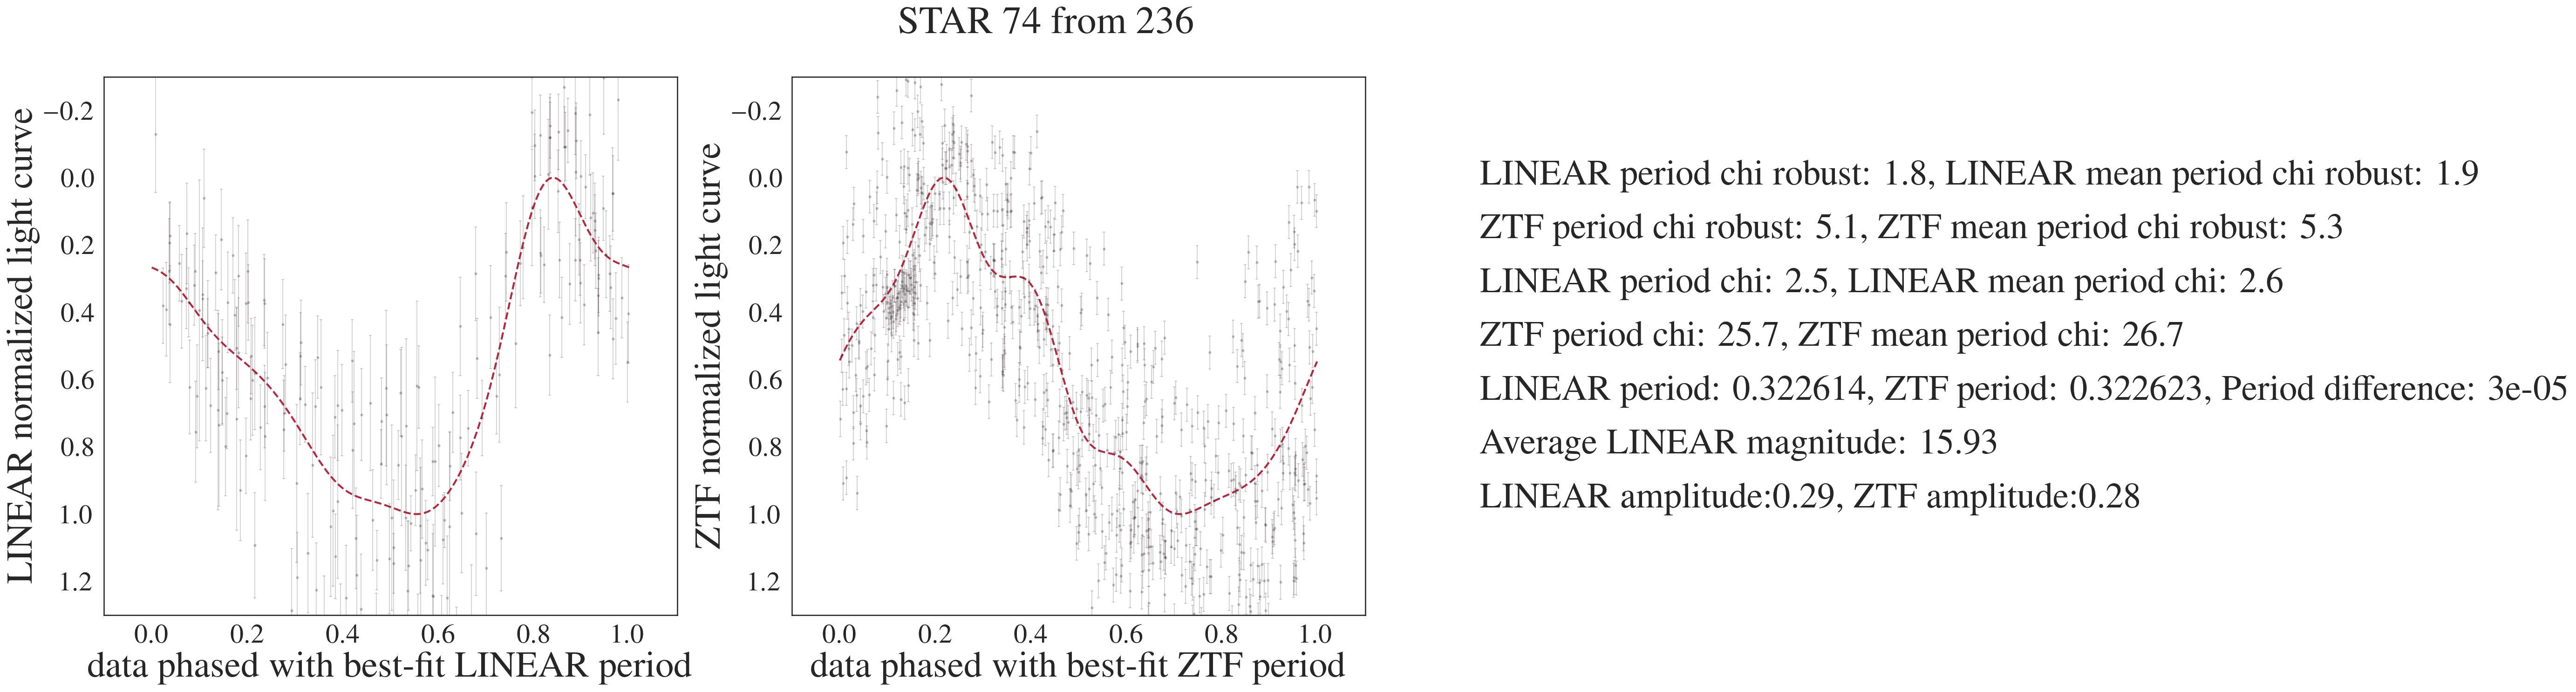 STAR 74 from 236
LINEAR normalized light curve
−0.2
0.0
0.2
0.4
0.6
0.8
1.0
1.2
0.0 0.2 0.4 0.6 0.8 1.0
data phased with best-fit LINEAR period
ZTF normalized light curve
−0.2
0.0
0.2
0.4
0.6
0.8
1.0
1.2
0.0 0.2 0.4 0.6 0.8 1.0
data phased with best-fit ZTF period
LINEAR period chi robust: 1.8, LINEAR mean period chi robust: 1.9
ZTF period chi robust: 5.1, ZTF mean period chi robust: 5.3
LINEAR period chi: 2.5, LINEAR mean period chi: 2.6
ZTF period chi: 25.7, ZTF mean period chi: 26.7
LINEAR period: 0.322614, ZTF period: 0.322623, Period difference: 3e-05
Average LINEAR magnitude: 15.93
LINEAR amplitude:0.29, ZTF amplitude:0.28